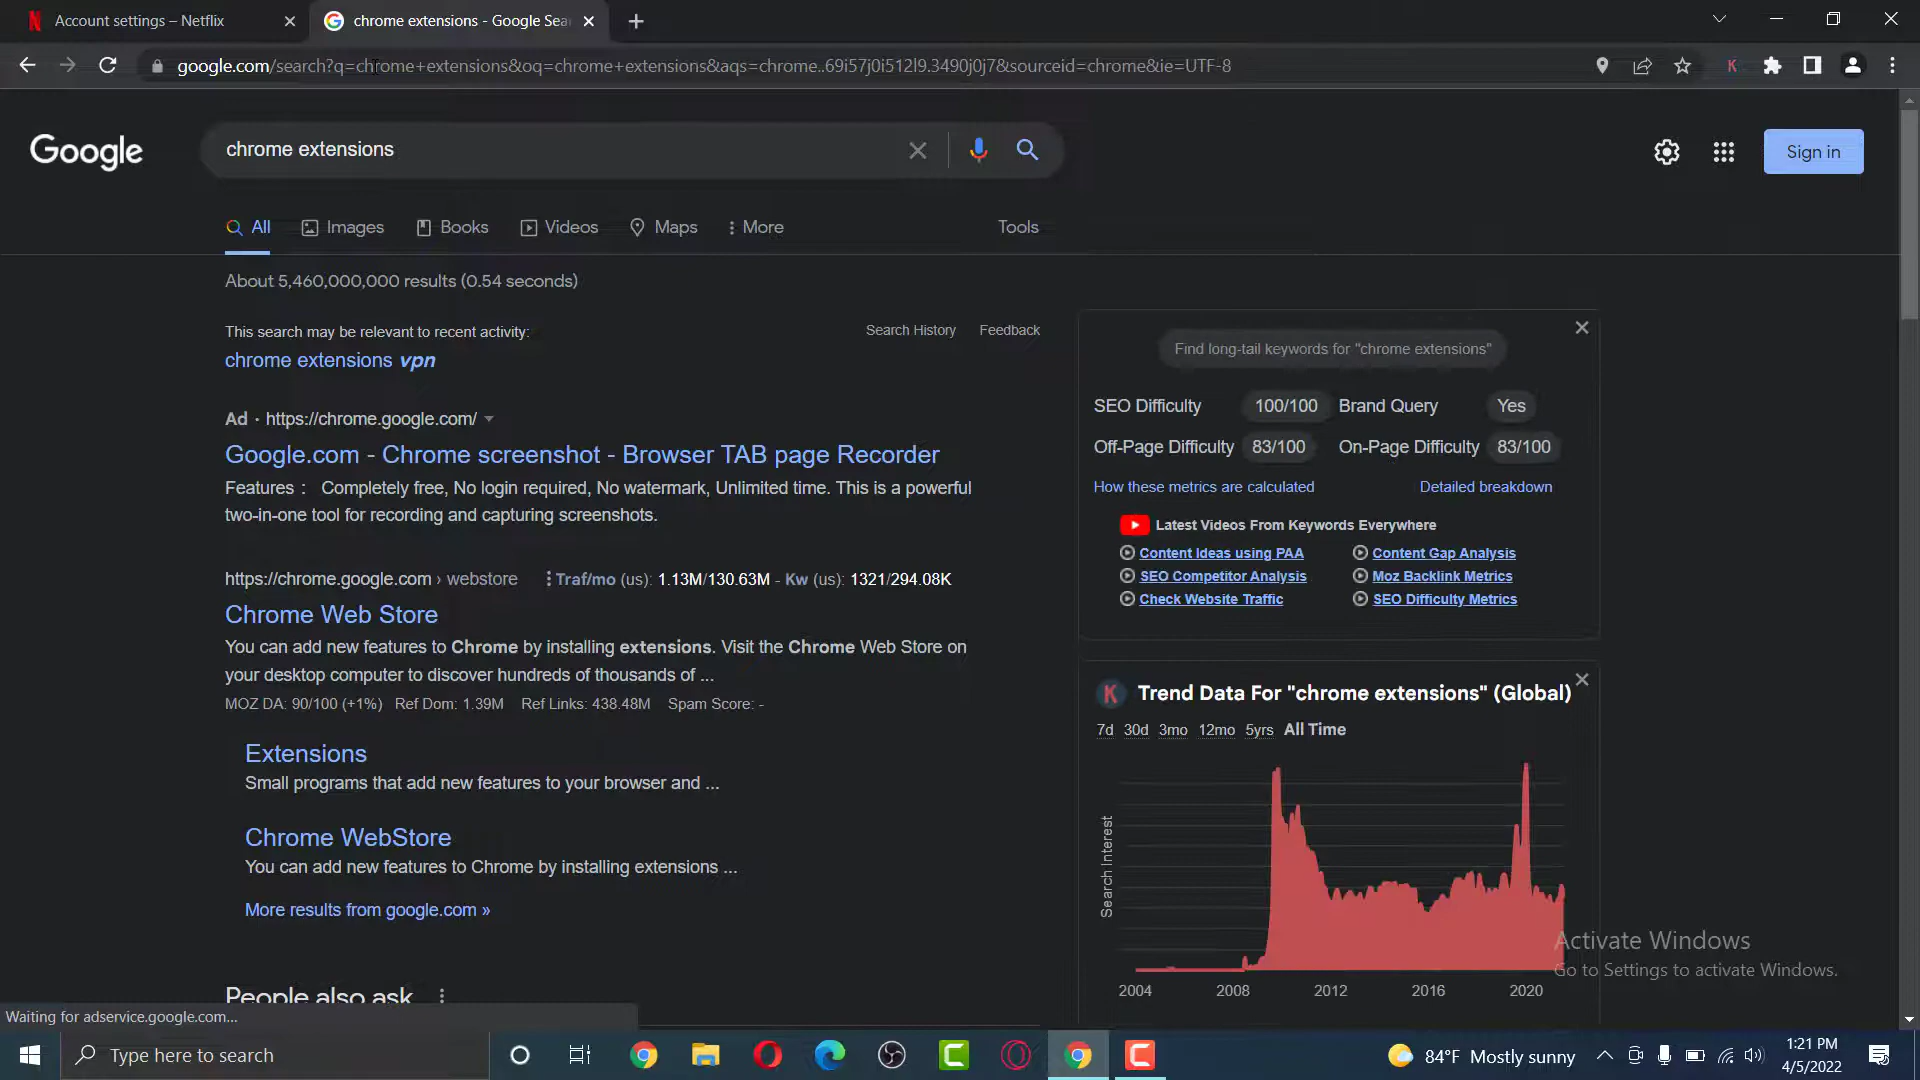 Account settings – Netflix
chrome extensions - Google Sea
google.com/search?q=chrome+extensions&oq=chrome+extensions&aqs=chrome..69i57j0i512l9.3490j0j7&sourceid=chrome&ie=UTF-8
K
Google
chrome extensions
Sign in
All
Images
Books
Videos
Maps
More
Tools
About 5,460,000,000 results (0.54 seconds)
This search may be relevant to recent activity:
Search History
Feedback
chrome extensions vpn
Ad · https://chrome.google.com/
Google.com - Chrome screenshot - Browser TAB page Recorder
Features : Completely free, No login required, No watermark, Unlimited time. This is a powerful
two-in-one tool for recording and capturing screenshots.
https://chrome.google.com › webstore
Traf/mo (us): 1.13M/130.63M - Kw (us): 1321/294.08K
Chrome Web Store
You can add new features to Chrome by installing extensions. Visit the Chrome Web Store on
your desktop computer to discover hundreds of thousands of ...
MOZ DA: 90/100 (+1%) Ref Dom: 1.39M Ref Links: 438.48M Spam Score: -
Extensions
Small programs that add new features to your browser and ...
Chrome WebStore
You can add new features to Chrome by installing extensions ...
More results from google.com »
People also ask
Find long-tail keywords for "chrome extensions"
SEO Difficulty 100/100 Brand Query Yes
Off-Page Difficulty 83/100 On-Page Difficulty 83/100
How these metrics are calculated
Detailed breakdown
Latest Videos From Keywords Everywhere
Content Ideas using PAA
Content Gap Analysis
SEO Competitor Analysis
Moz Backlink Metrics
Check Website Traffic
SEO Difficulty Metrics
K
Trend Data For "chrome extensions" (Global)
7d 30d 3mo 12mo 5yrs All Time
Search Interest
2004 2008 2012 2016 2020
Activate Windows
Go to Settings to activate Windows.
Waiting for adservice.google.com...
Type here to search
84°F Mostly sunny
1:21 PM
4/5/2022